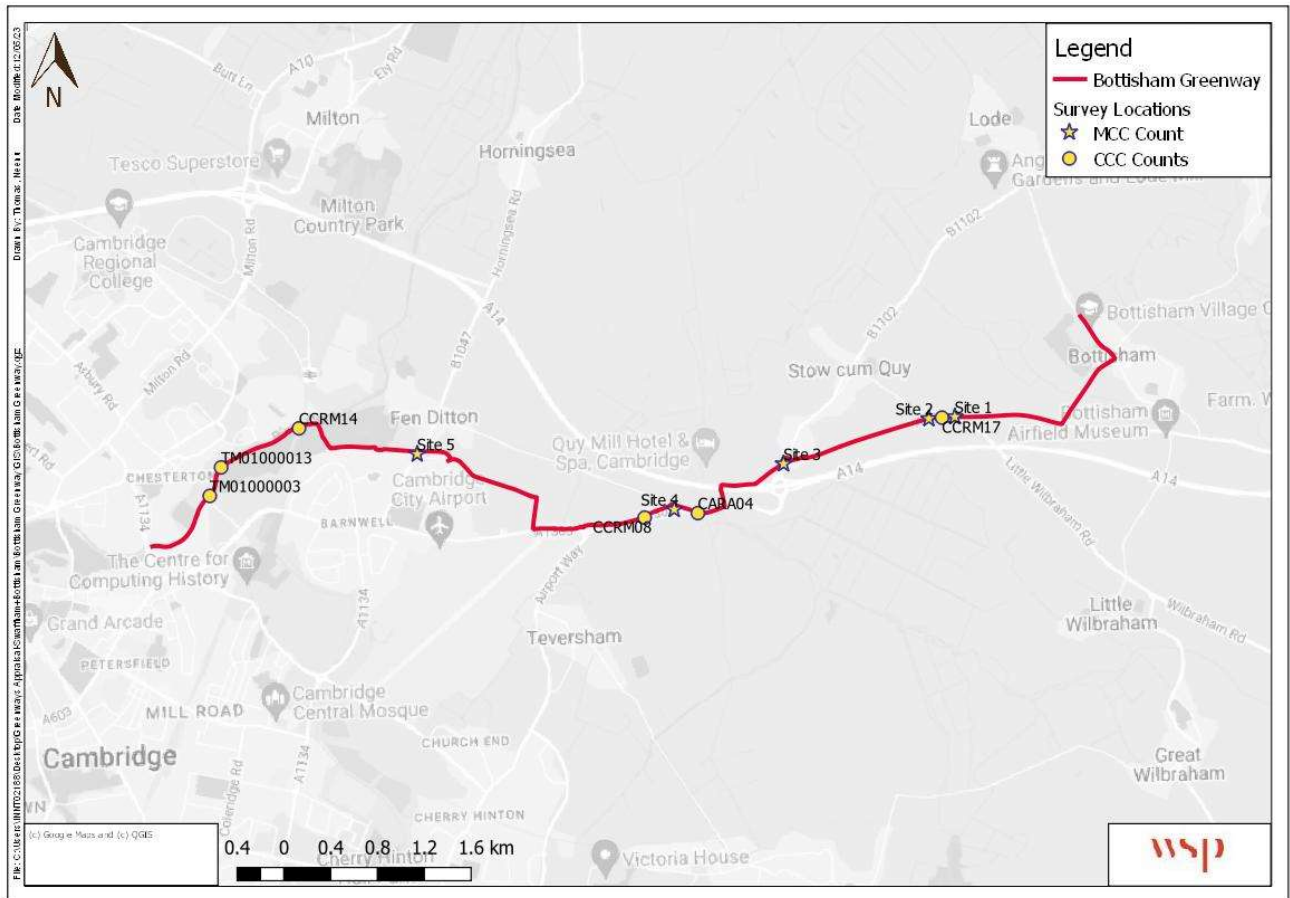 Legend
Bottisham Greenway
Survey Locations
MCC Count
CCC Counts
N
A10
Butt Ln
Ely Rd
Milton
Lode
Horningsea
Tesco Superstore
Milton
Country Park
Horningsea Rd
B1102
Cambridge
Regional
College
Milton Rd
A14
B1047
B1102
Bottisham Village C
Bottisham
Stow cum Quy
Arbury Rd
Milton Rd
Fen Ditton
CCRM14
Site 5
Quy Mill Hotel &
Spa, Cambridge
Site 2
Site 1
CCRM17
Bottisham
Airfield Museum
Farm. W
TM01000013
CHESTERTON
TM01000003
Cambridge
City Airport
Site 3
A14
A14
A1134
BARNWELL
Site 4
CARA04
CCRM08
Little Wilbraham Rd
The Centre for
Computing History
Airport Way
A1134
Grand Arcade
Teversham
Little
Wilbraham
Wilbraham Rd
PETERSFIELD
MILL ROAD
Cambridge
Central Mosque
A603
CHURCH END
Cambridge
A1134
Coleridge Rd
Great
Wilbraham
CHERRY HINTON
(c) Google Maps and (c) QGIS
0.4 0 0.4 0.8 1.2 1.6 km
Cherry Hinton
Victoria House
wsp